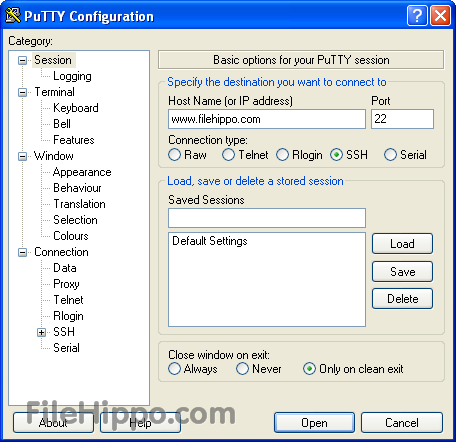 PuTTY Configuration
Category:
Session
Logging
Terminal
Keyboard
Bell
Features
Window
Appearance
Behaviour
Translation
Selection
Colours
Connection
Data
Proxy
Telnet
Rlogin
SSH
Serial
Basic options for your PuTTY session
Specify the destination you want to connect to
Host Name (or IP address) Port
www.filehippo.com 22
Connection type:
Raw Telnet Rlogin SSH Serial
Load, save or delete a stored session
Saved Sessions
Default Settings
Load
Save
Delete
Close window on exit:
Always Never Only on clean exit
About Help Open Cancel
FileHippo.com